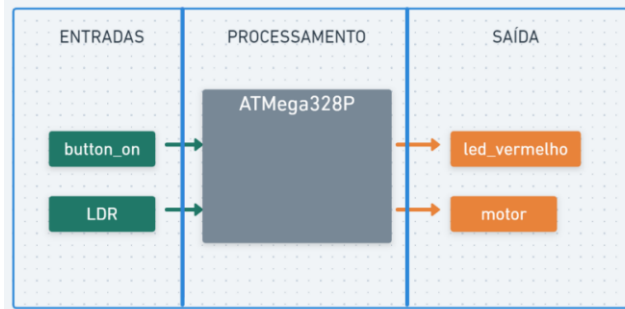 ENTRADAS
PROCESSAMENTO
SAÍDA
ATMega328P
button_on
led_vermelho
LDR
motor